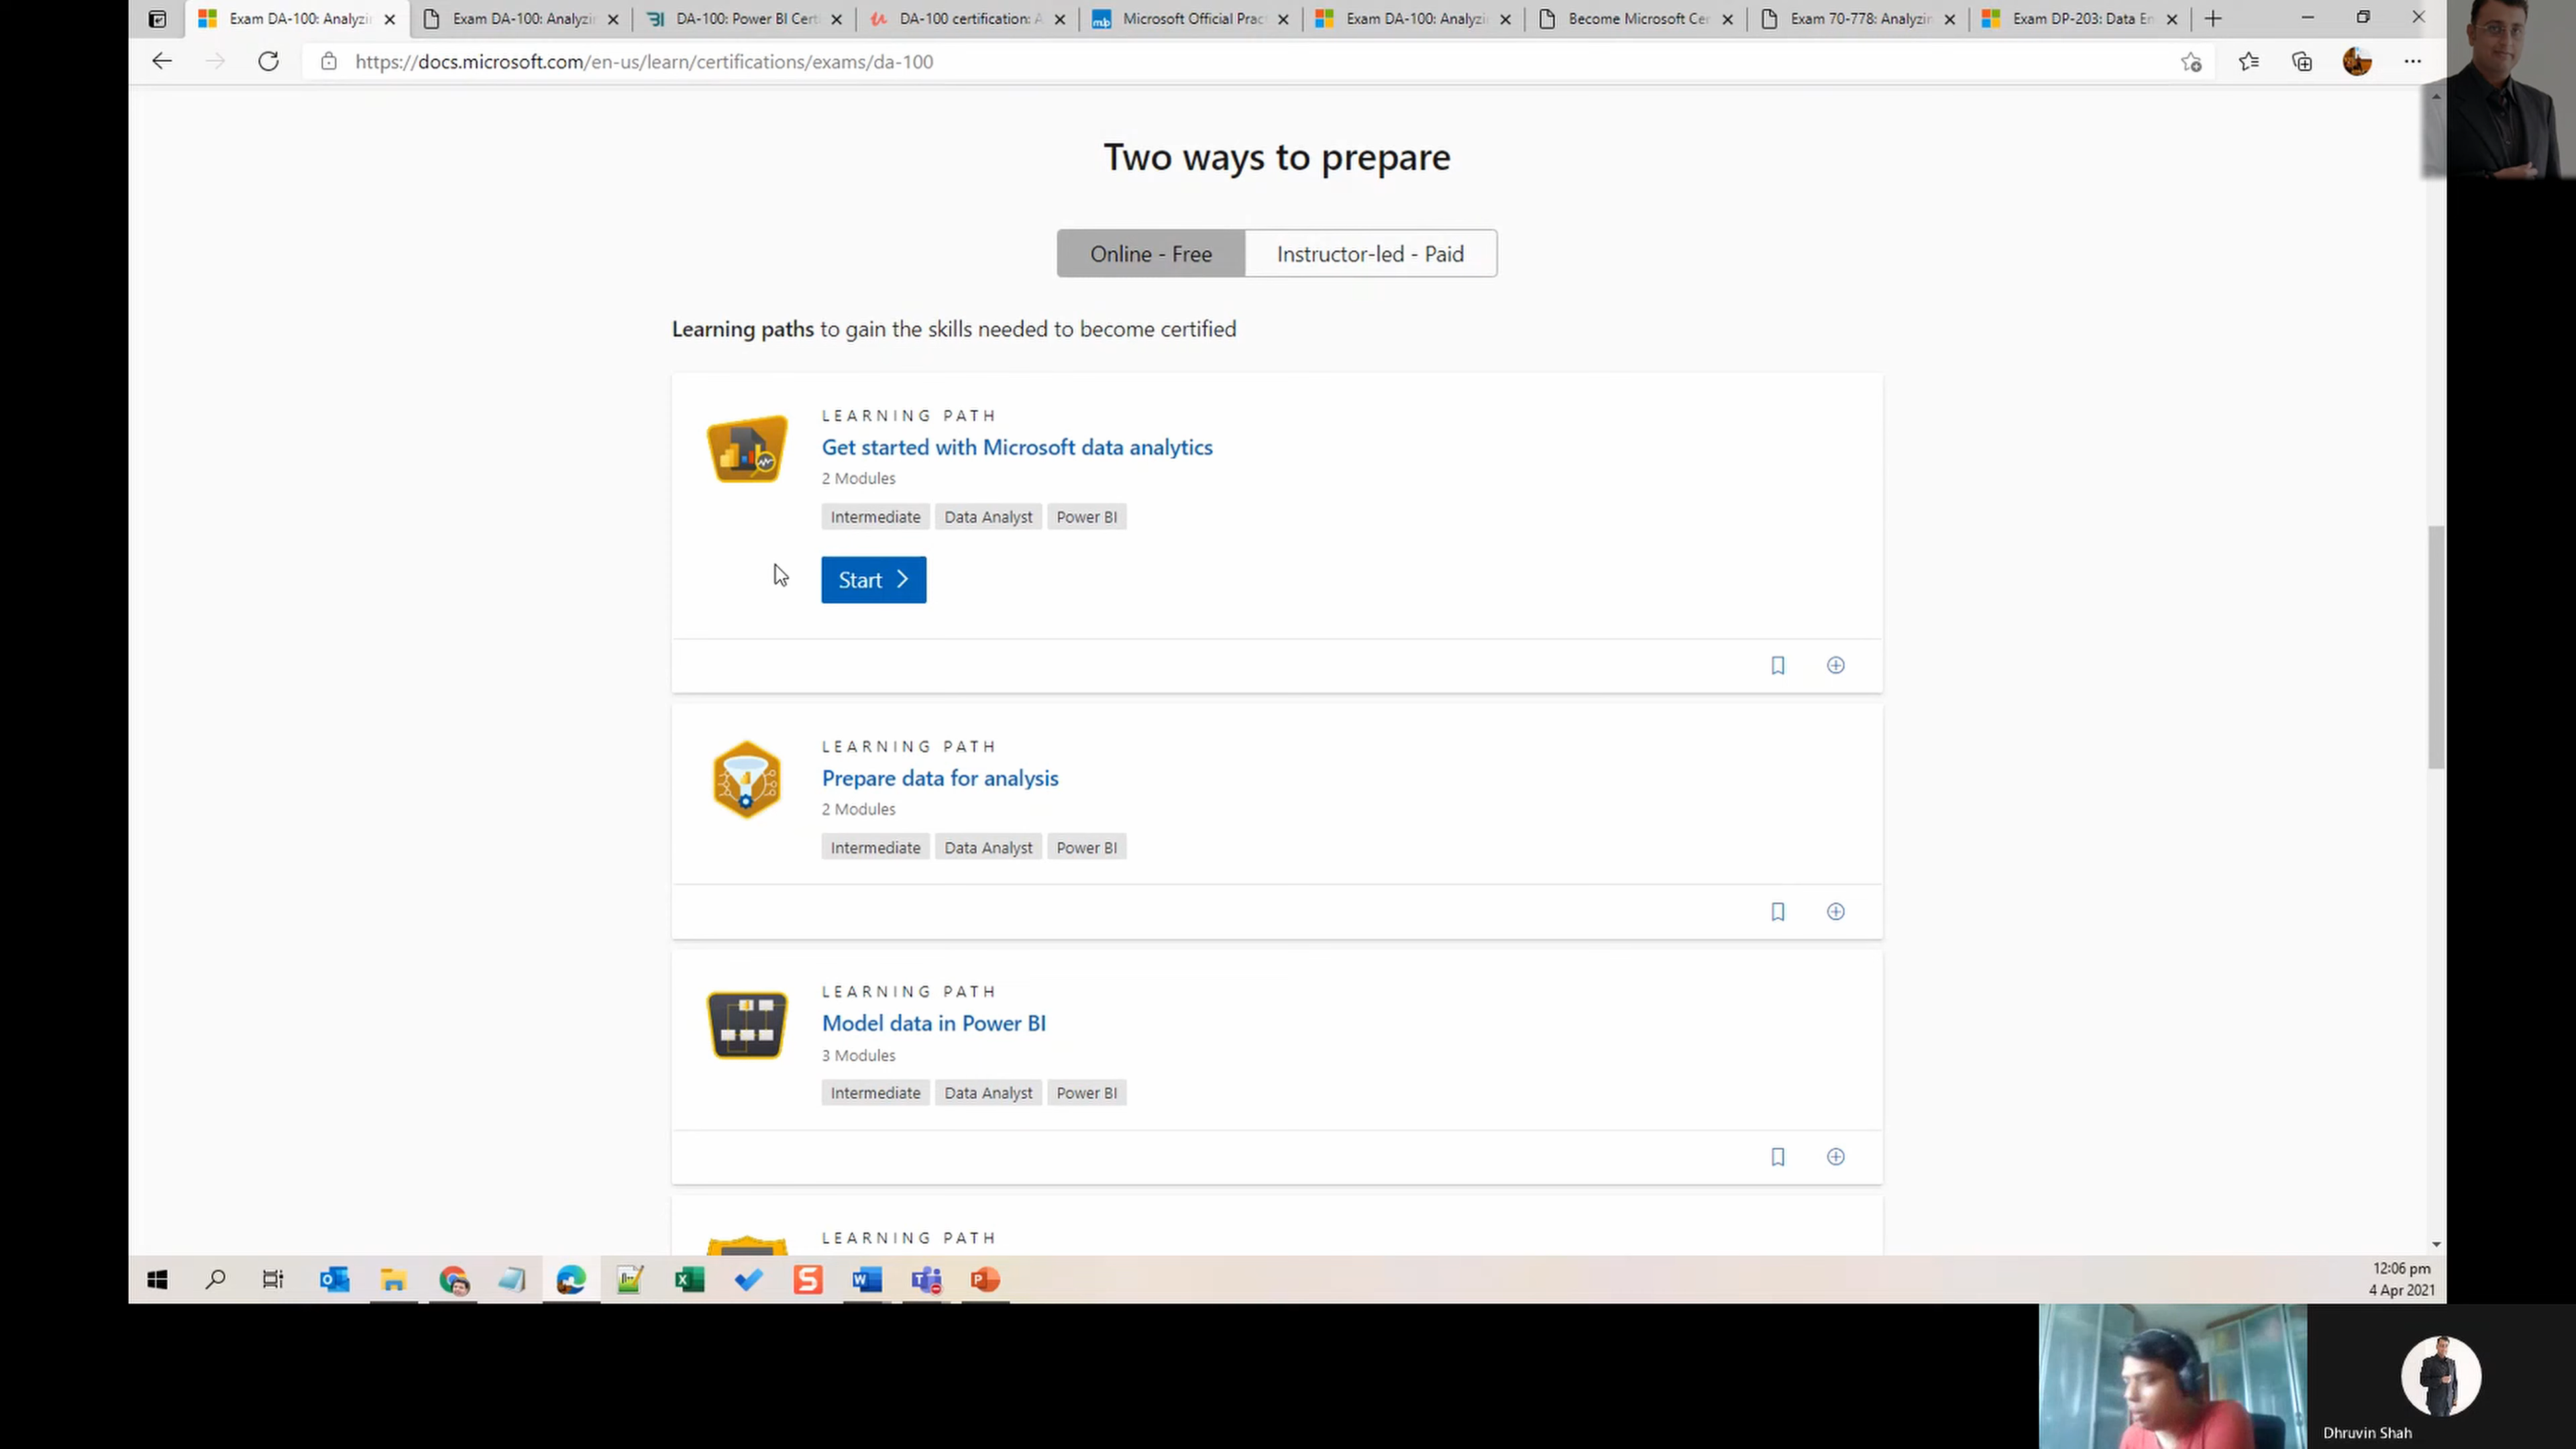 Exam DA-100: Analyzi
Exam DA-100: Analyzi
DA-100: Power BI Cert
DA-100 certification: A
Microsoft Official Prac
Exam DA-100: Analyzi
Become Microsoft Cer
Exam 70-778: Analyzin
Exam DP-203: Data En
https://docs.microsoft.com/en-us/learn/certifications/exams/da-100
Two ways to prepare
Online - Free
Instructor-led - Paid
Learning paths to gain the skills needed to become certified
LEARNING PATH
Get started with Microsoft data analytics
2 Modules
Intermediate Data Analyst Power BI
Start
LEARNING PATH
Prepare data for analysis
2 Modules
Intermediate Data Analyst Power BI
LEARNING PATH
Model data in Power BI
3 Modules
Intermediate Data Analyst Power BI
LEARNING PATH
12:06 pm
4 Apr 2021
Dhruvin Shah